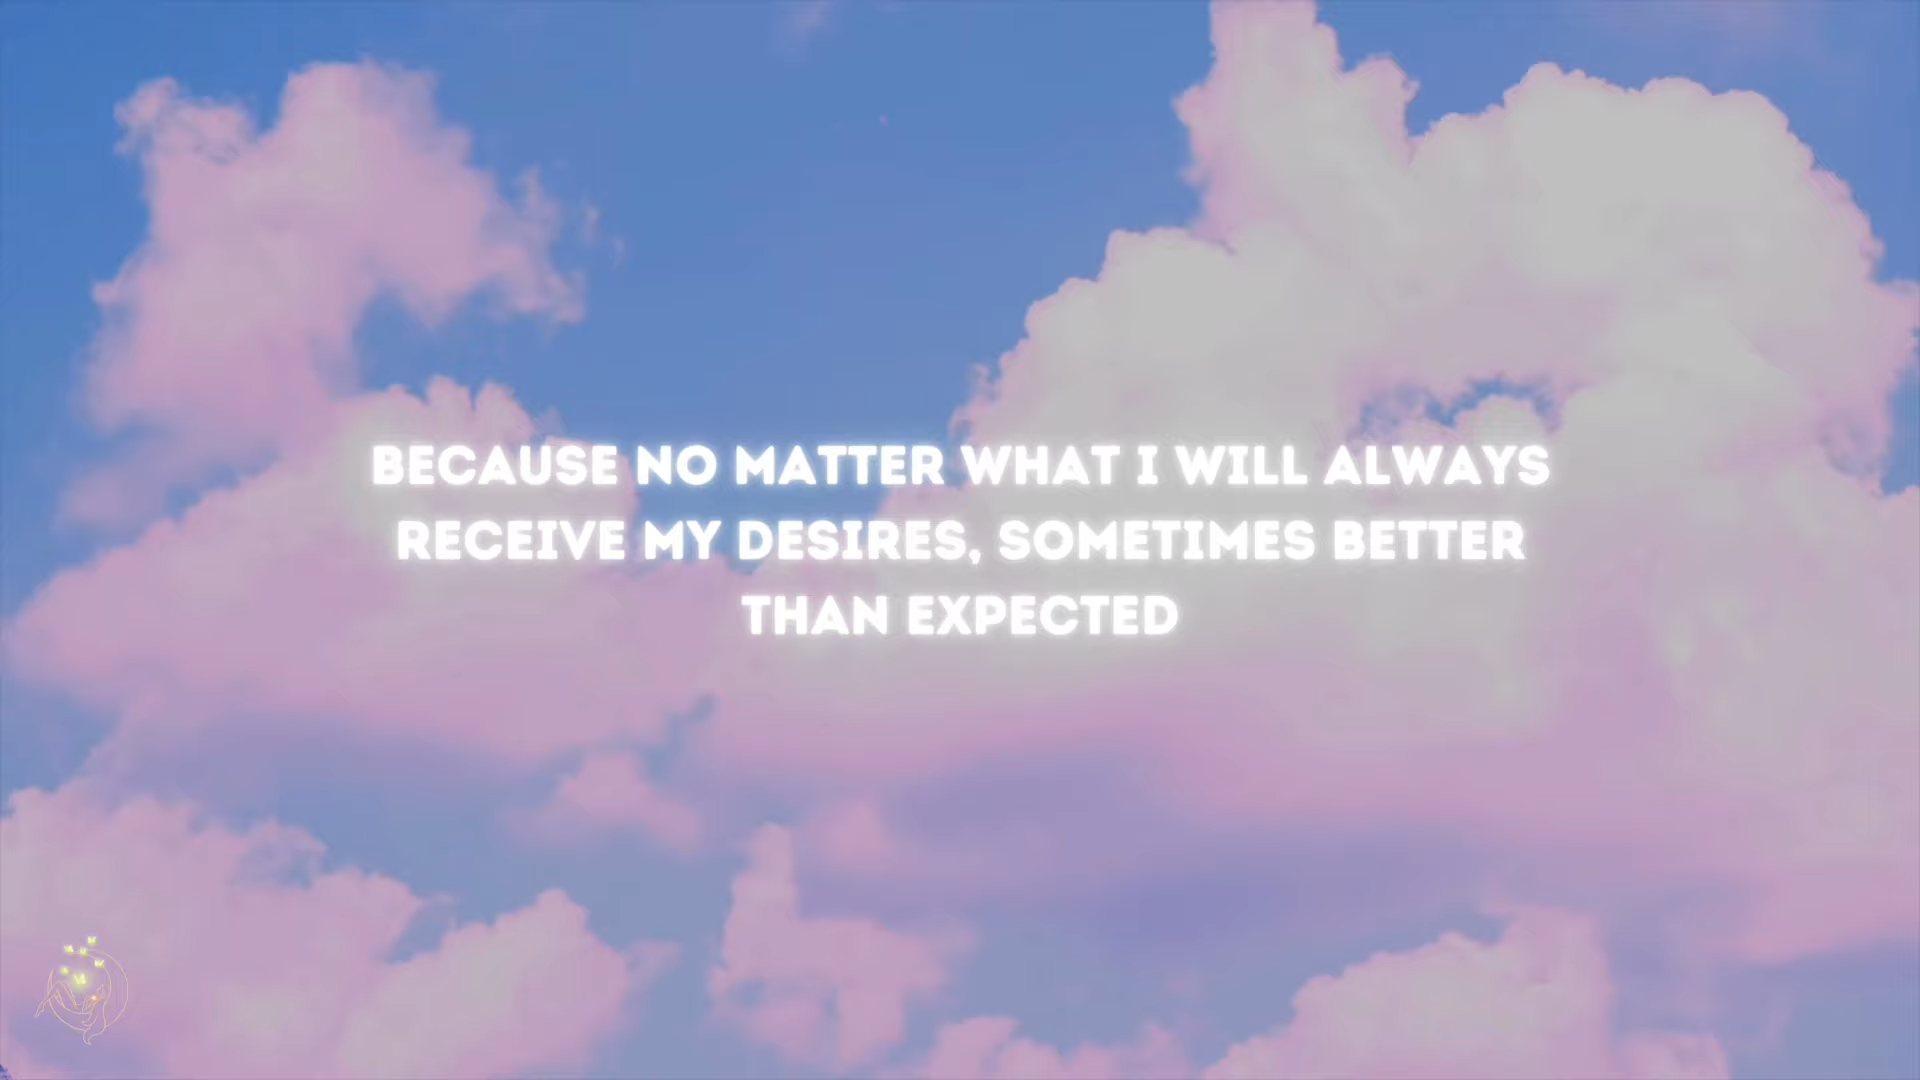 BECAUSE NO MATTER WHAT I WILL ALWAYS
RECEIVE MY DESIRES, SOMETIMES BETTER
THAN EXPECTED